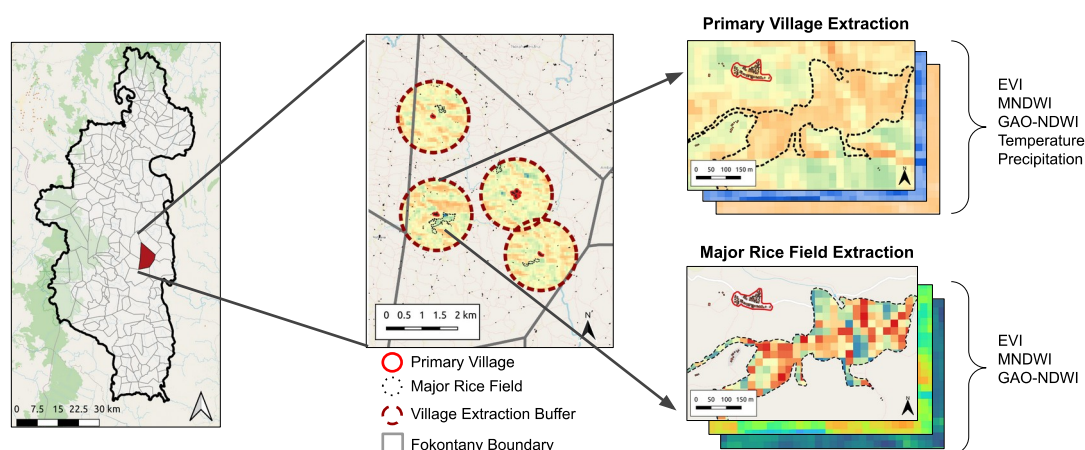 Primary Village Extraction
EVI
MNDWI
GAO-NDWI
Temperature
Precipitation
N
0 50 100 150 m
Major Rice Field Extraction
EVI
MNDWI
GAO-NDWI
N
0 50 100 150 m
N
0 0.5 1 1.5 2 km
Primary Village
Major Rice Field
Village Extraction Buffer
Fokontany Boundary
0 7.5 15 22.5 30 km